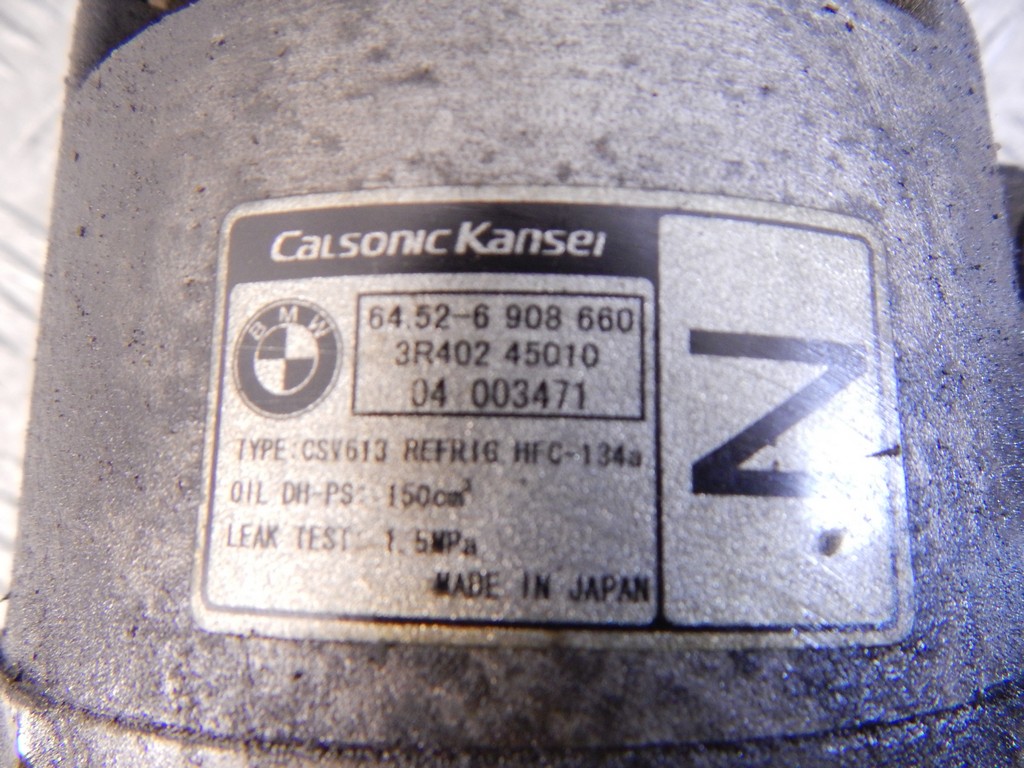 Calsonic Kansei
BMW
64.52-6 908 660
3R402 45010
04 003471
TYPE:CSV613 REFRIG HFC-134a
OIL DH-PS: 150cm³
LEAK TEST: 1.5MPa
MADE IN JAPAN
Z